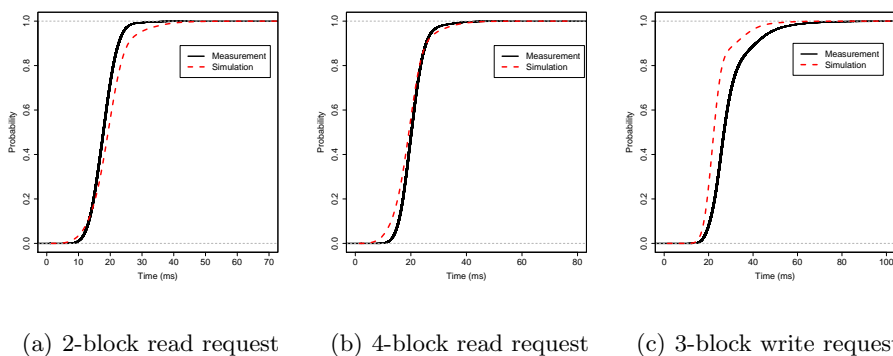 Probability
0.0 0.2 0.4 0.6 0.8 1.0
Measurement
Simulation
0 10 20 30 40 50 60 70
Time (ms)
Probability
0.0 0.2 0.4 0.6 0.8 1.0
Measurement
Simulation
0 20 40 60 80
Time (ms)
Probability
0.0 0.2 0.4 0.6 0.8 1.0
Measurement
Simulation
0 20 40 60 80 100
Time (ms)
(a) 2-block read request
(b) 4-block read request
(c) 3-block write reques